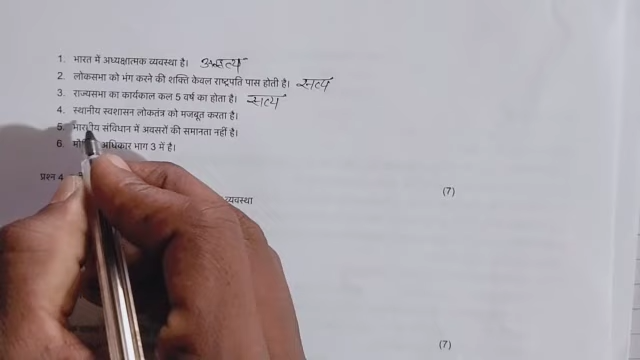 1. भारत में अध्यक्षात्मक व्यवस्था है। असत्य
2. लोकसभा को भंग करने की शक्ति केवल राष्ट्रपति पास होती है। सत्य
3. राज्यसभा का कार्यकाल कल 5 वर्ष का होता है। सत्य
4. स्थानीय स्वशासन लोकतंत्र को मजबूत करता है।
5. भारतीय संविधान में अवसरों की समानता नहीं है।
6. अधिकार भाग 3 में है।
प्रश्न 4
(7)
व्यवस्था
(7)